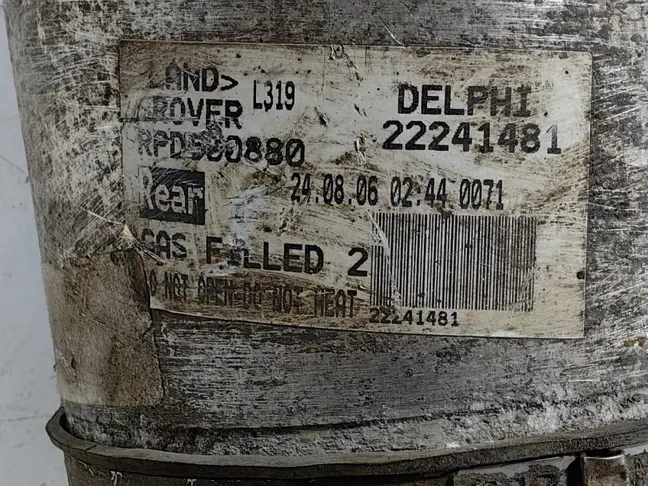 LAND> L319
ROVER
DELPHI
22241481
Rear
24.08.06 02:44 0071
GAS FILLED 2
DO NOT OPEN-DO NOT HEAT
22241481